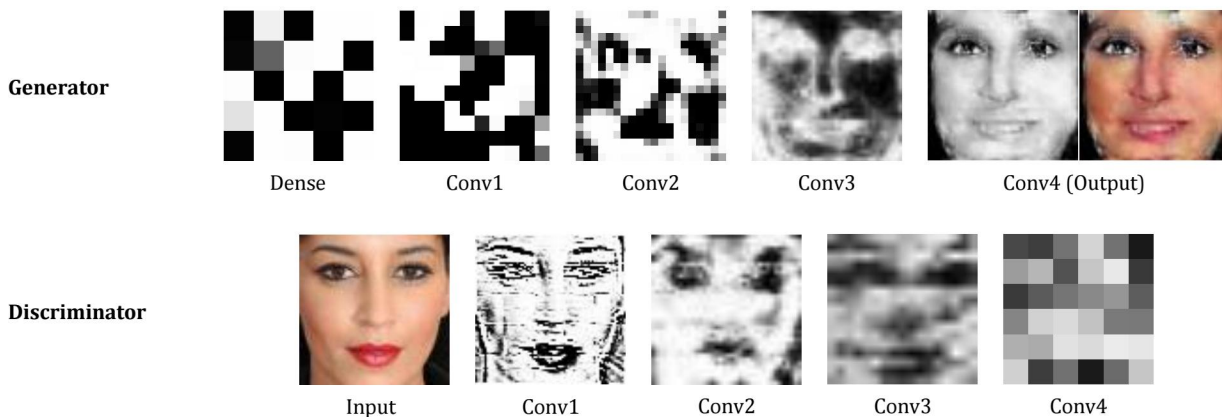 Generator
Dense Conv1 Conv2 Conv3 Conv4 (Output)
Discriminator
Input Conv1 Conv2 Conv3 Conv4